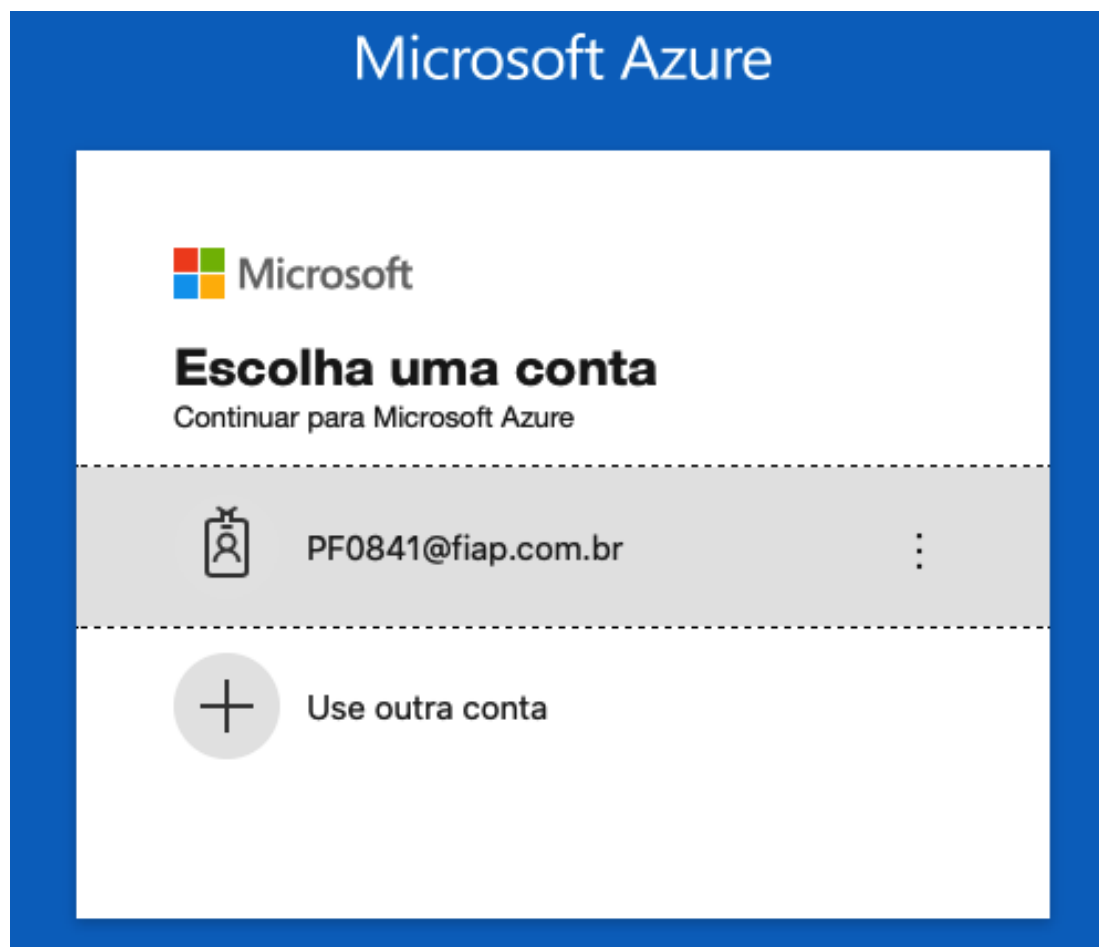 Microsoft Azure
Microsoft
Escolha uma conta
Continuar para Microsoft Azure
PF0841@fiap.com.br
Use outra conta